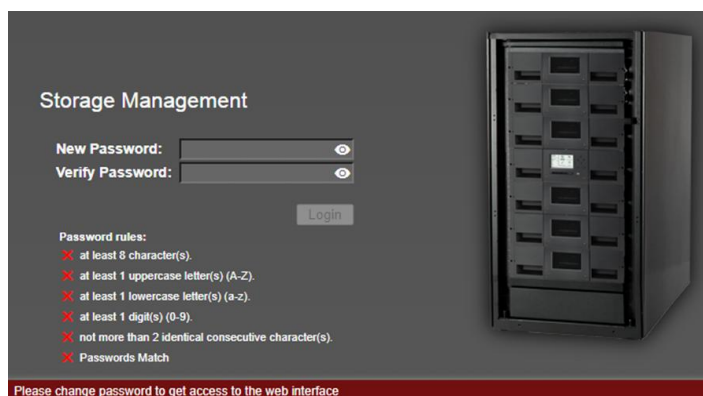 Storage Management
New Password:
Verify Password:
Login
Password rules:
at least 8 character(s).
at least 1 uppercase letter(s) (A-Z).
at least 1 lowercase letter(s) (a-z).
at least 1 digit(s) (0-9).
not more than 2 identical consecutive character(s).
Passwords Match
Please change password to get access to the web interface